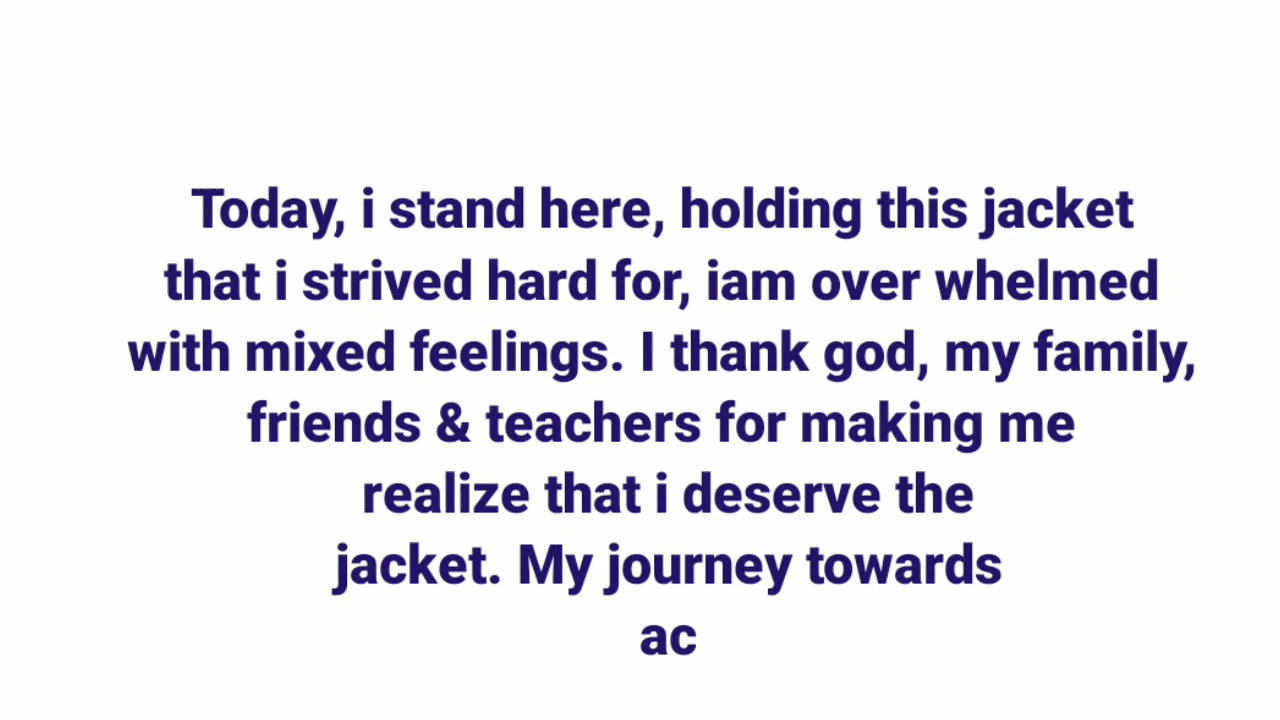 Today, i stand here, holding this jacket
that i strived hard for, iam over whelmed
with mixed feelings. I thank god, my family,
friends & teachers for making me
realize that i deserve the
jacket. My journey towards
ac